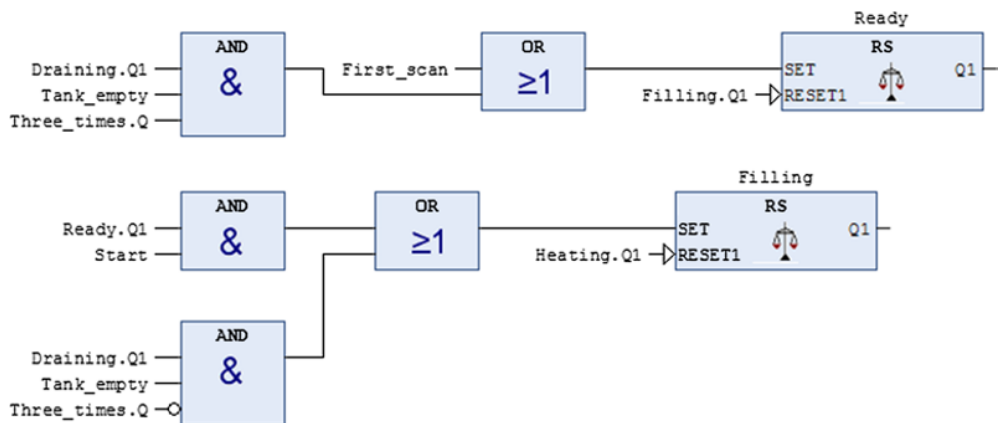 Ready
AND
OR
RS
Draining.Q1
First_scan
SET
Q1
&
≥1
Tank_empty
Filling.Q1
RESET1
Three_times.Q
Filling
AND
OR
RS
Ready.Q1
SET
Q1
&
≥1
Start
Heating.Q1
RESET1
AND
Draining.Q1
&
Tank_empty
Three_times.Q